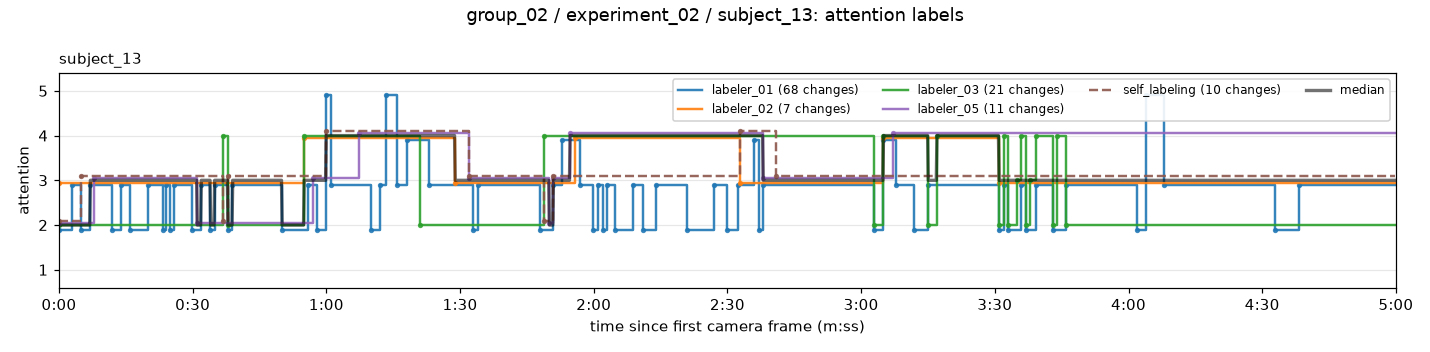 group_02 / experiment_02 / subject_13: attention labels
subject_13
labeler_01 (68 changes)
labeler_02 (7 changes)
labeler_03 (21 changes)
labeler_05 (11 changes)
self_labeling (10 changes)
median
attention
5
4
3
2
1
0:00 0:30 1:00 1:30 2:00 2:30 3:00 3:30 4:00 4:30 5:00
time since first camera frame (m:ss)